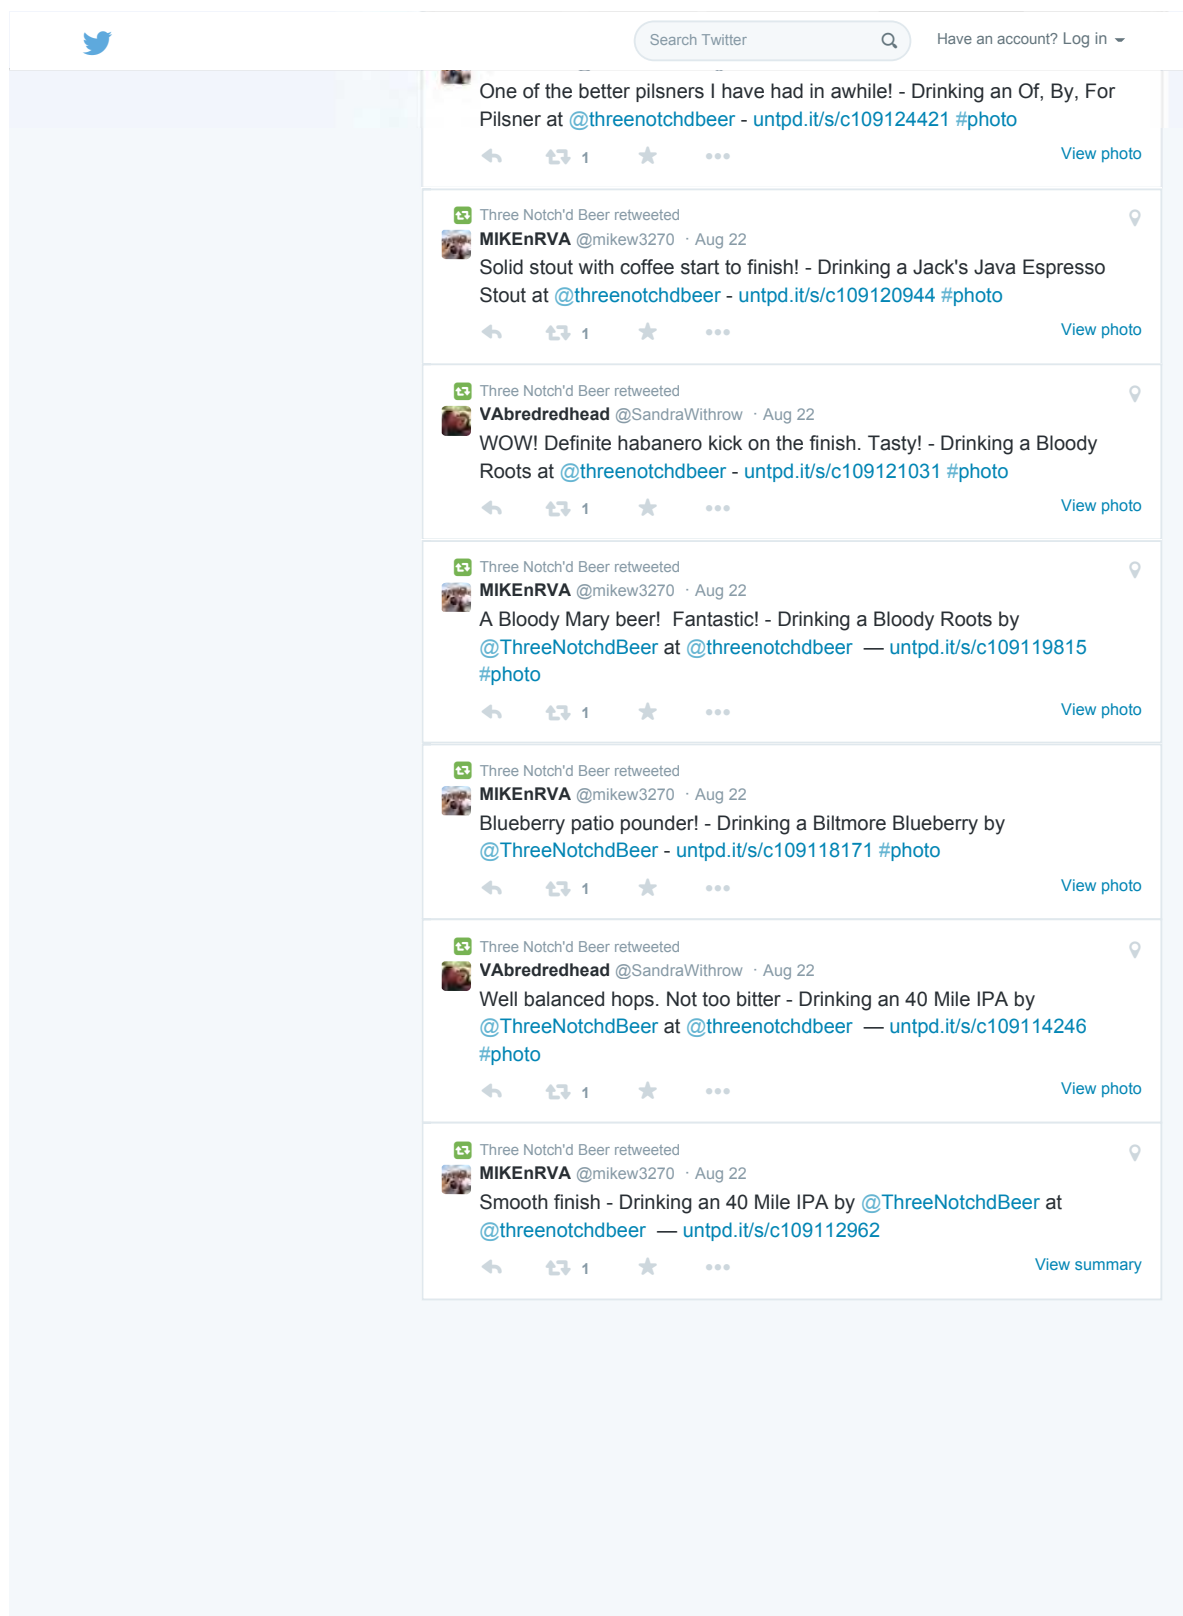 Search Twitter
Have an account? Log in
One of the better pilsners I have had in awhile! - Drinking an Of, By, For
Pilsner at @threenotchdbeer - untpd.it/s/c109124421 #photo
1
View photo
Three Notch'd Beer retweeted
MIKEnRVA @mikew3270 · Aug 22
Solid stout with coffee start to finish! - Drinking a Jack's Java Espresso
Stout at @threenotchdbeer - untpd.it/s/c109120944 #photo
1
View photo
Three Notch'd Beer retweeted
VAbredredhead @SandraWithrow · Aug 22
WOW! Definite habanero kick on the finish. Tasty! - Drinking a Bloody
Roots at @threenotchdbeer - untpd.it/s/c109121031 #photo
1
View photo
Three Notch'd Beer retweeted
MIKEnRVA @mikew3270 · Aug 22
A Bloody Mary beer!  Fantastic! - Drinking a Bloody Roots by
@ThreeNotchdBeer at @threenotchdbeer — untpd.it/s/c109119815
#photo
1
View photo
Three Notch'd Beer retweeted
MIKEnRVA @mikew3270 · Aug 22
Blueberry patio pounder! - Drinking a Biltmore Blueberry by
@ThreeNotchdBeer - untpd.it/s/c109118171 #photo
1
View photo
Three Notch'd Beer retweeted
VAbredredhead @SandraWithrow · Aug 22
Well balanced hops. Not too bitter - Drinking an 40 Mile IPA by
@ThreeNotchdBeer at @threenotchdbeer — untpd.it/s/c109114246
#photo
1
View photo
Three Notch'd Beer retweeted
MIKEnRVA @mikew3270 · Aug 22
Smooth finish - Drinking an 40 Mile IPA by @ThreeNotchdBeer at
@threenotchdbeer — untpd.it/s/c109112962
1
View summary